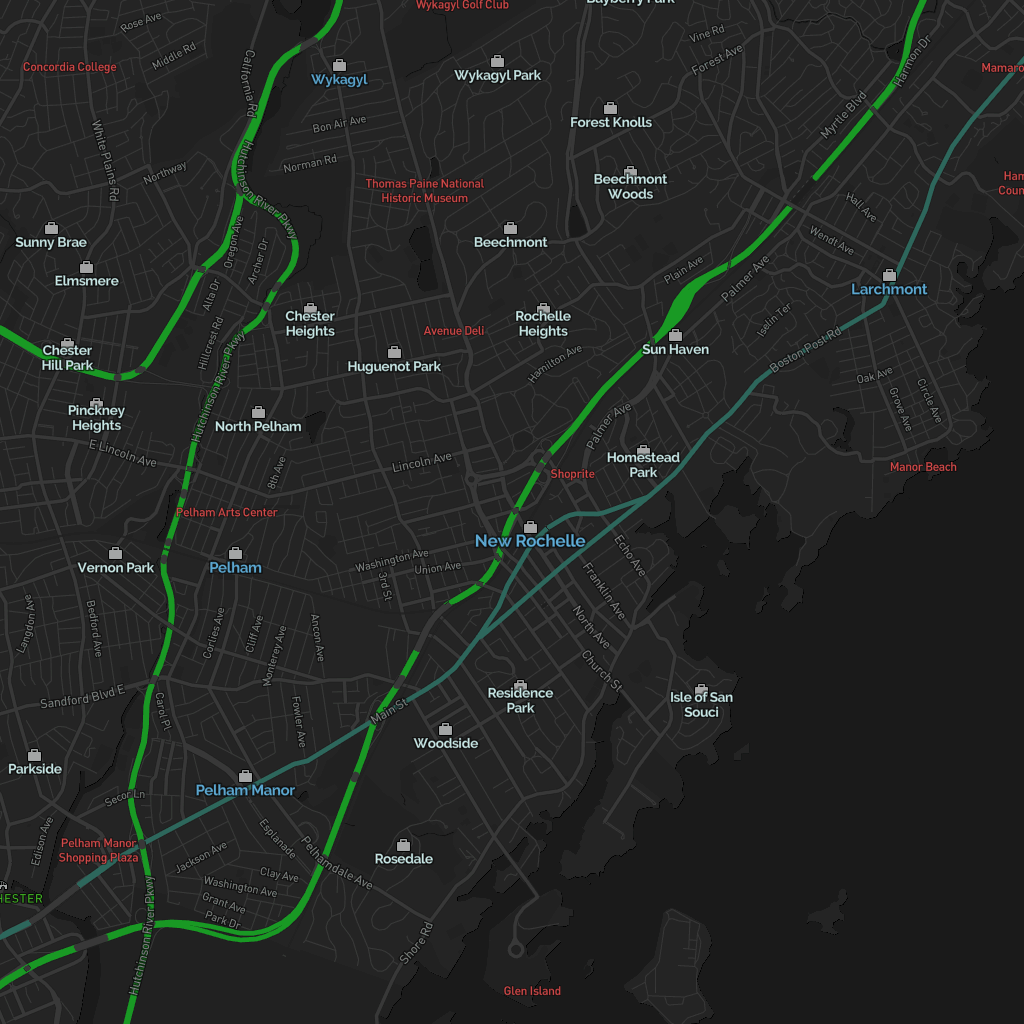 Wykagyl Golf Club
Bayberry Park
Rose Ave
Middle Rd
Vine Rd
Forest Ave
Harmon Dr
Concordia College
California Rd
Wykagyl
Wykagyl Park
Myrtle Blvd
White Plains Rd
Bon Air Ave
Forest Knolls
Northway
Norman Rd
Hutchinson River Pkwy
Thomas Paine National
Historic Museum
Beechmont
Woods
Hall Ave
Wendt Ave
Sunny Brae
Oregon Ave
Archer Dr
Beechmont
Elmsmere
Alta Dr
Plain Ave
Palmer Ave
Larchmont
Chester
Heights
Rochelle
Heights
Iselin Ter
Hillcrest Rd
Avenue Deli
Sun Haven
Boston Post Rd
Chester
Hill Park
Huguenot Park
Hamilton Ave
Oak Ave
Grove Ave
Circle Ave
Hutchinson River Pkwy
Pinckney
Heights
North Pelham
Palmer Ave
E Lincoln Ave
8th Ave
Lincoln Ave
Shoprite
Homestead
Park
Manor Beach
Pelham Arts Center
New Rochelle
Vernon Park
Pelham
Washington Ave
Union Ave
3rd St
Echo Ave
Franklin Ave
Langdon Ave
Bedford Ave
Corlies Ave
Cliff Ave
Monterey Ave
Ancon Ave
North Ave
Church St
Sandford Blvd E
Carol Pl
Fowler Ave
Main St
Residence
Park
Isle of San
Souci
Woodside
Parkside
Pelham Manor
Secor Ln
Edison Ave
Pelham Manor
Shopping Plaza
Esplanade
Pelhamdale Ave
Jackson Ave
Rosedale
Clay Ave
Washington Ave
Grant Ave
Park Dr
Hutchinson River Pkwy
Shore Rd
Glen Island